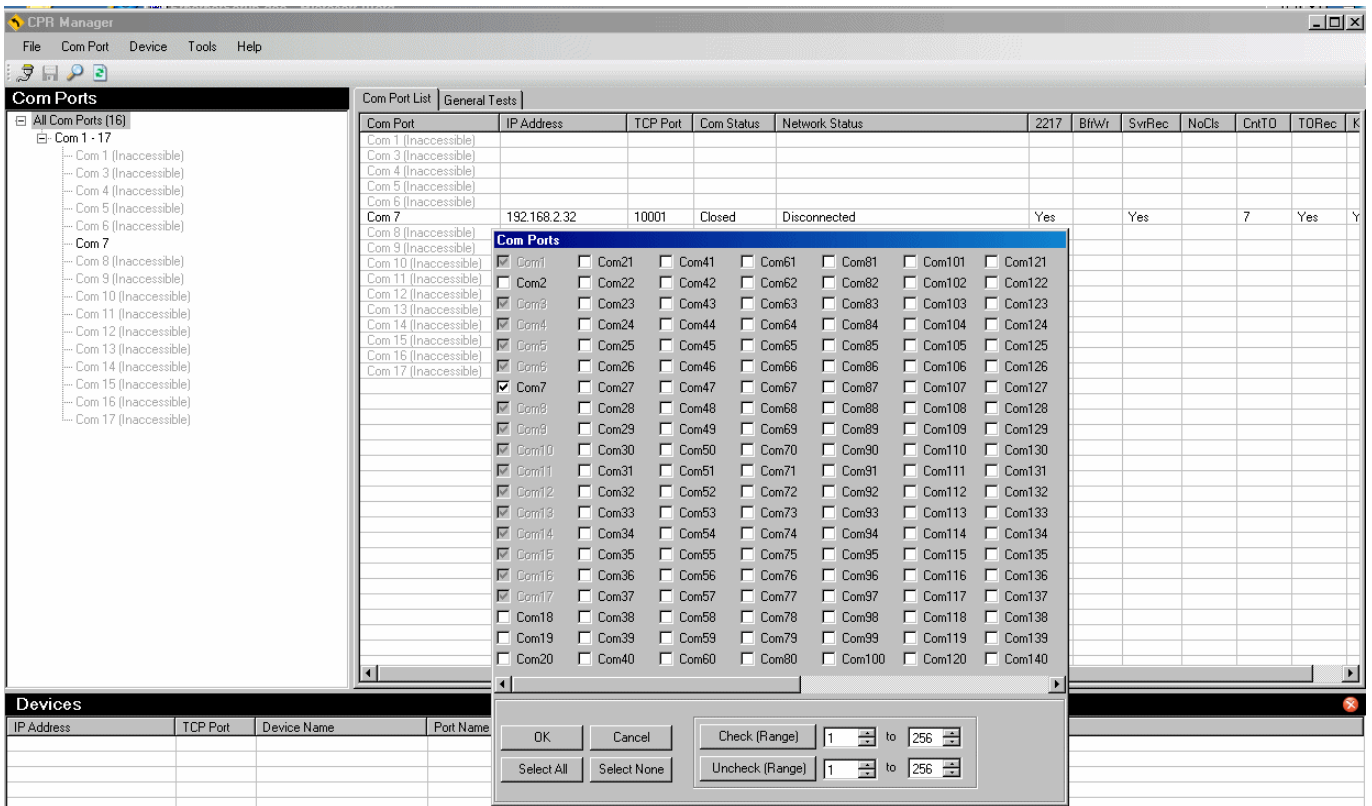 CPR Manager
File Com Port Device Tools Help
Com Ports
All Com Ports (16)
Com 1 - 17
Com 1 (Inaccessible)
Com 3 (Inaccessible)
Com 4 (Inaccessible)
Com 5 (Inaccessible)
Com 6 (Inaccessible)
Com 7
Com 8 (Inaccessible)
Com 9 (Inaccessible)
Com 10 (Inaccessible)
Com 11 (Inaccessible)
Com 12 (Inaccessible)
Com 13 (Inaccessible)
Com 14 (Inaccessible)
Com 15 (Inaccessible)
Com 16 (Inaccessible)
Com 17 (Inaccessible)
Com Port List General Tests
Com Port IP Address TCP Port Com Status Network Status 2217 BfrWr SvrRec NoCls CntTO TORec K
Com 1 (Inaccessible)
Com 3 (Inaccessible)
Com 4 (Inaccessible)
Com 5 (Inaccessible)
Com 6 (Inaccessible)
Com 7 192.168.2.32 10001 Closed Disconnected Yes Yes 7 Yes Y
Com 8 (Inaccessible)
Com 9 (Inaccessible)
Com 10 (Inaccessible)
Com 11 (Inaccessible)
Com 12 (Inaccessible)
Com 13 (Inaccessible)
Com 14 (Inaccessible)
Com 15 (Inaccessible)
Com 16 (Inaccessible)
Com 17 (Inaccessible)
Com Ports
Com1 Com21 Com41 Com61 Com81 Com101 Com121
Com2 Com22 Com42 Com62 Com82 Com102 Com122
Com3 Com23 Com43 Com63 Com83 Com103 Com123
Com4 Com24 Com44 Com64 Com84 Com104 Com124
Com5 Com25 Com45 Com65 Com85 Com105 Com125
Com6 Com26 Com46 Com66 Com86 Com106 Com126
Com7 Com27 Com47 Com67 Com87 Com107 Com127
Com8 Com28 Com48 Com68 Com88 Com108 Com128
Com9 Com29 Com49 Com69 Com89 Com109 Com129
Com10 Com30 Com50 Com70 Com90 Com110 Com130
Com11 Com31 Com51 Com71 Com91 Com111 Com131
Com12 Com32 Com52 Com72 Com92 Com112 Com132
Com13 Com33 Com53 Com73 Com93 Com113 Com133
Com14 Com34 Com54 Com74 Com94 Com114 Com134
Com15 Com35 Com55 Com75 Com95 Com115 Com135
Com16 Com36 Com56 Com76 Com96 Com116 Com136
Com17 Com37 Com57 Com77 Com97 Com117 Com137
Com18 Com38 Com58 Com78 Com98 Com118 Com138
Com19 Com39 Com59 Com79 Com99 Com119 Com139
Com20 Com40 Com60 Com80 Com100 Com120 Com140
OK Cancel Check (Range) 1 to 256
Select All Select None Uncheck (Range) 1 to 256
Devices
IP Address TCP Port Device Name Port Name